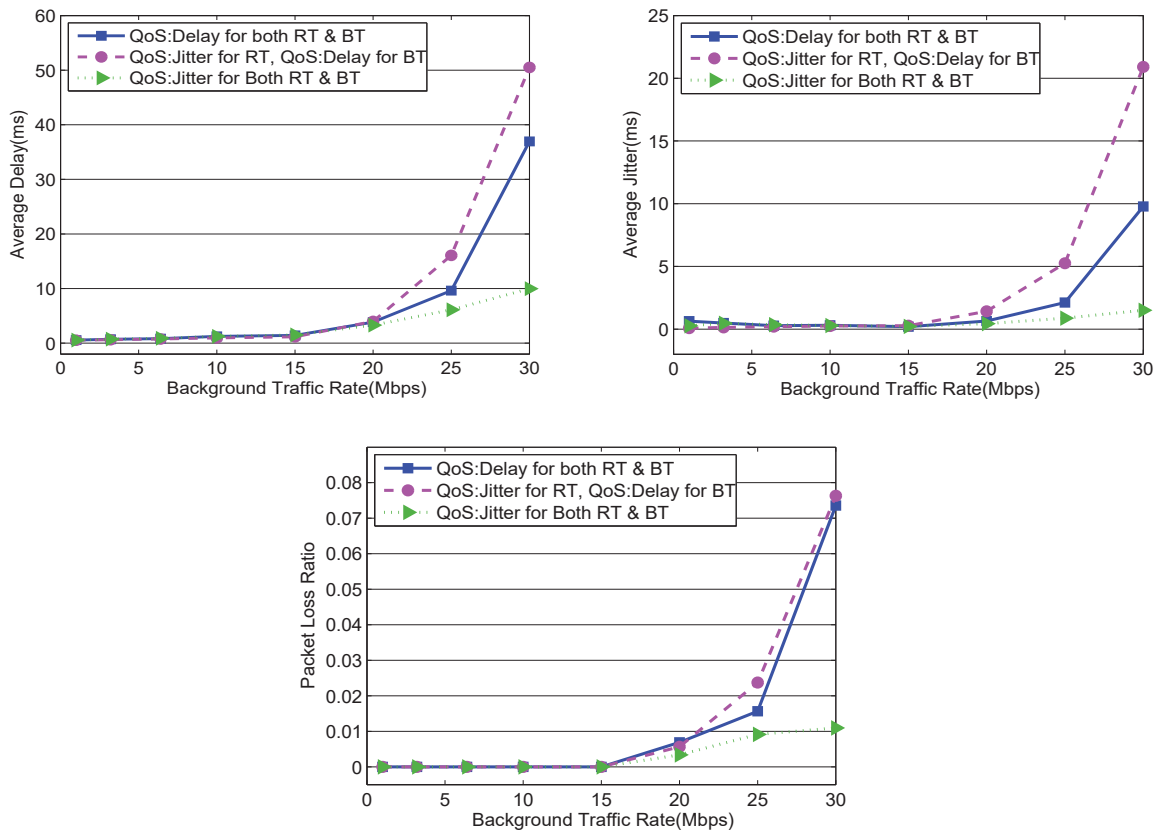 60
50
40
30
20
10
0
Average Delay(ms)
QoS:Delay for both RT & BT
QoS:Jitter for RT, QoS:Delay for BT
QoS:Jitter for Both RT & BT
0 5 10 15 20 25 30
Background Traffic Rate(Mbps)
25
20
15
10
5
0
Average Jitter(ms)
QoS:Delay for both RT & BT
QoS:Jitter for RT, QoS:Delay for BT
QoS:Jitter for Both RT & BT
0 5 10 15 20 25 30
Background Traffic Rate(Mbps)
0.08
0.07
0.06
0.05
0.04
0.03
0.02
0.01
0
Packet Loss Ratio
QoS:Delay for both RT & BT
QoS:Jitter for RT, QoS:Delay for BT
QoS:Jitter for Both RT & BT
0 5 10 15 20 25 30
Background Traffic Rate(Mbps)